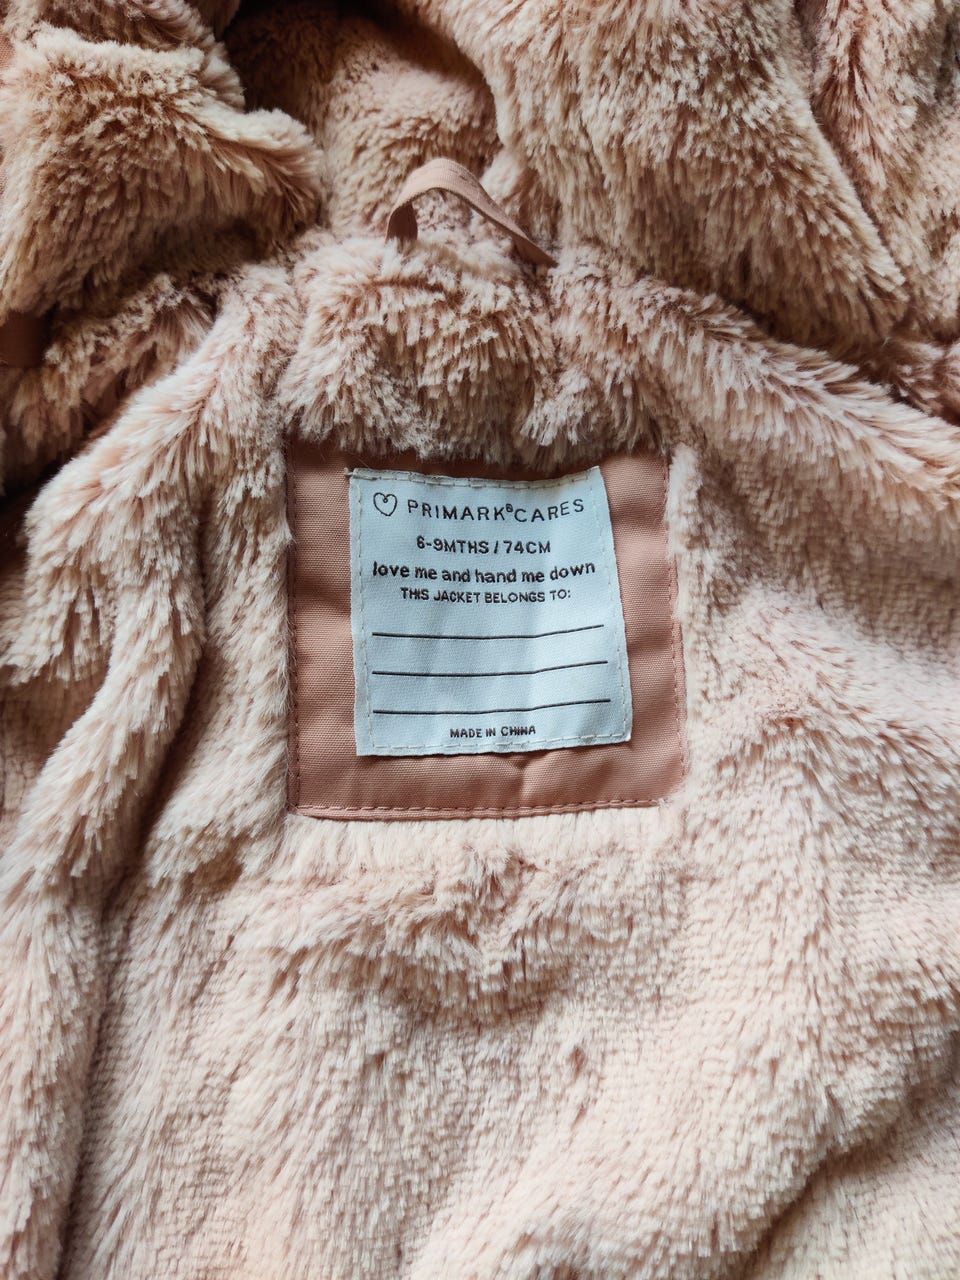 PRIMARK®CARES
6-9MTHS / 74CM
love me and hand me down
THIS JACKET BELONGS TO:
MADE IN CHINA